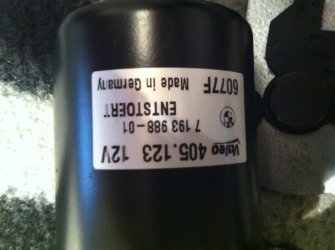 Valeo 405.123 12V
7 193 988-01
ENTSTOERT
Made in Germany 6077F